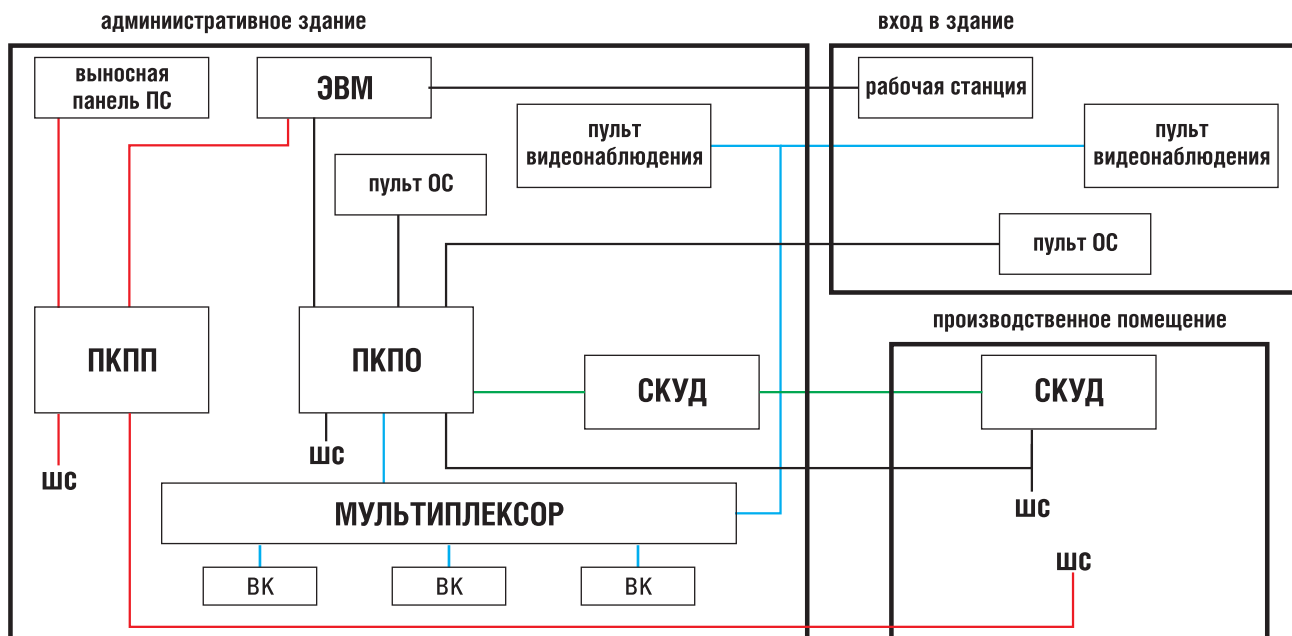 административное здание
вход в здание
выносная
панель ПС
ЭВМ
рабочая станция
пульт
видеонаблюдения
пульт
видеонаблюдения
пульт ОС
пульт ОС
производственное помещение
ПКПП
ПКПО
СКУД
СКУД
ШС
ШС
МУЛЬТИПЛЕКСОР
ШС
ШС
ВК
ВК
ВК